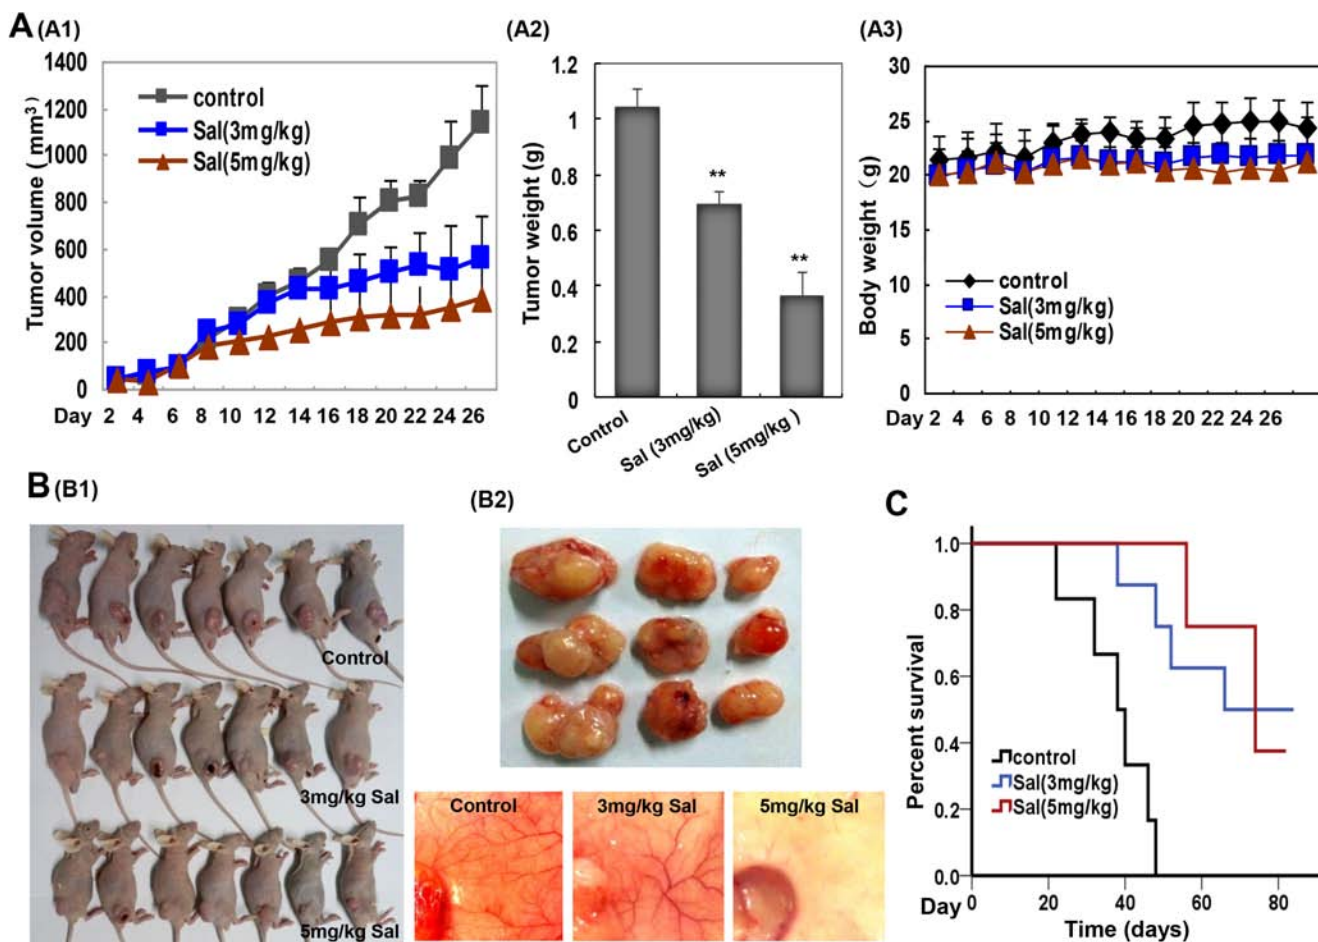 A (A1)
1400
1200
1000
800
600
400
200
0
Tumor volume ( mm³)
control
Sal(3mg/kg)
Sal(5mg/kg)
Day 2 4 6 8 10 12 14 16 18 20 22 24 26
(A2)
1.2
1
0.8
0.6
0.4
0.2
0
Tumor weight (g)
**
**
Control
Sal (3mg/kg)
Sal (5mg/kg )
(A3)
30
25
20
15
10
5
0
Body weight (g)
control
Sal(3mg/kg)
Sal(5mg/kg)
Day 2 4 6 8 10 12 14 16 18 20 22 24 26
B (B1)
Control
3mg/kg Sal
5mg/kg Sal
(B2)
Control
3mg/kg Sal
5mg/kg Sal
C
1.0
0.8
0.6
0.4
0.2
0.0
Percent survival
control
Sal(3mg/kg)
Sal(5mg/kg)
Day 0 20 40 60 80
Time (days)